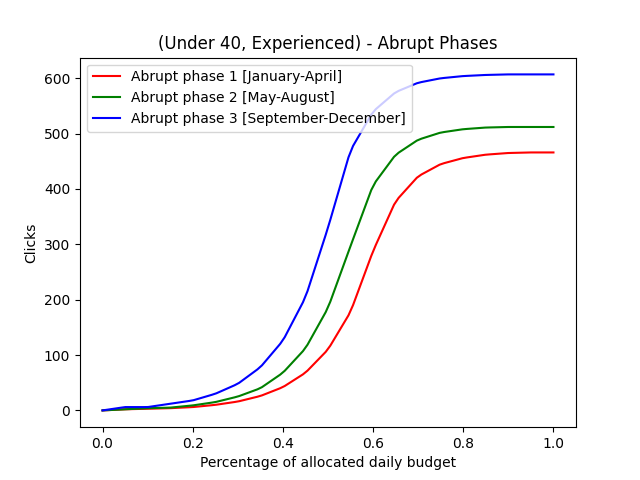 (Under 40, Experienced) - Abrupt Phases
Abrupt phase 1 [January-April]
Abrupt phase 2 [May-August]
Abrupt phase 3 [September-December]
600
500
400
300
200
100
0
Clicks
0.0
0.2
0.4
0.6
0.8
1.0
Percentage of allocated daily budget